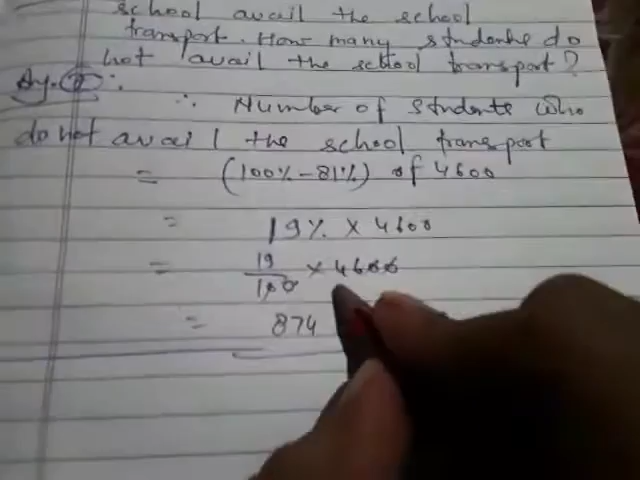 school avail the school
transport. How many students do
not avail the school transport?
∴ Number of students who
do not avail the school transport
= (100% - 81%) of 4600
= 19% × 4600
= 19/100 × 4600
= 874